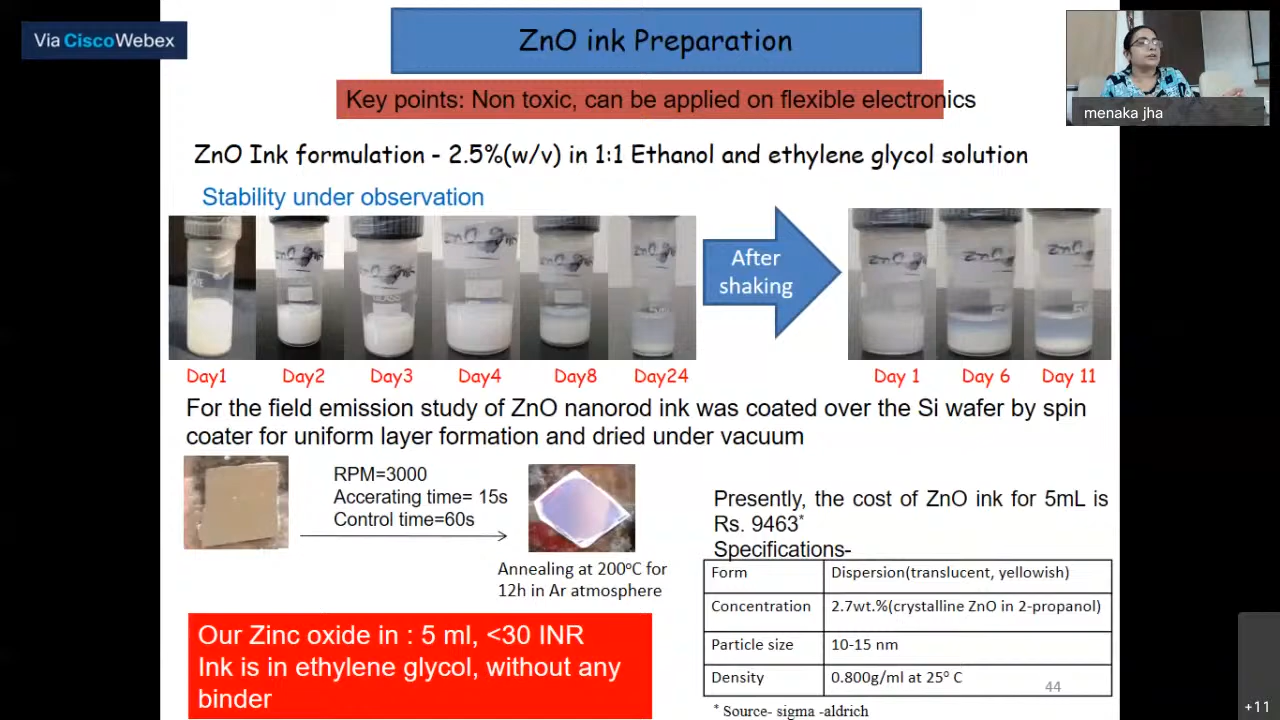 Via Cisco Webex
ZnO ink Preparation
menaka jha
Key points: Non toxic, can be applied on flexible electronics
ZnO Ink formulation - 2.5%(w/v) in 1:1 Ethanol and ethylene glycol solution
Stability under observation
After
shaking
Day1 Day2 Day3 Day4 Day8 Day24
Day 1 Day 6 Day 11
For the field emission study of ZnO nanorod ink was coated over the Si wafer by spin
coater for uniform layer formation and dried under vacuum
RPM=3000
Accerating time= 15s
Control time=60s
Annealing at 200°C for
12h in Ar atmosphere
Presently, the cost of ZnO ink for 5mL is
Rs. 9463*
Specifications-
Form Dispersion(translucent, yellowish)
Concentration 2.7wt.%(crystalline ZnO in 2-propanol)
Particle size 10-15 nm
Density 0.800g/ml at 25° C
44
* Source- sigma -aldrich
Our Zinc oxide in : 5 ml, <30 INR
Ink is in ethylene glycol, without any
binder
+11